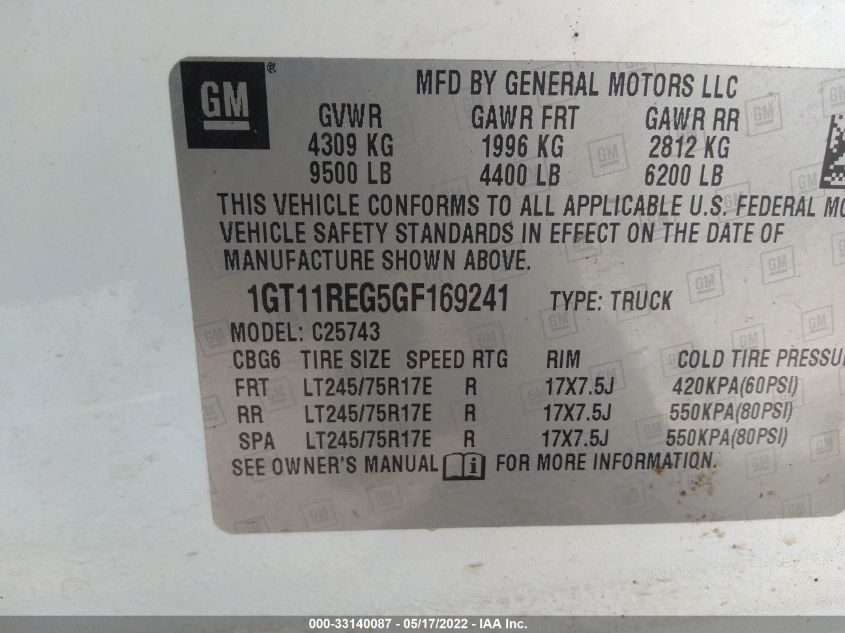 GM ®
MFD BY GENERAL MOTORS LLC
GVWR GAWR FRT GAWR RR
4309 KG 1996 KG 2812 KG
9500 LB 4400 LB 6200 LB
THIS VEHICLE CONFORMS TO ALL APPLICABLE U.S. FEDERAL MO
VEHICLE SAFETY STANDARDS IN EFFECT ON THE DATE OF
MANUFACTURE SHOWN ABOVE.
1GT11REG5GF169241 TYPE: TRUCK
MODEL: C25743
CBG6 TIRE SIZE SPEED RTG RIM COLD TIRE PRESSU
FRT LT245/75R17E R 17X7.5J 420KPA(60PSI)
RR LT245/75R17E R 17X7.5J 550KPA(80PSI)
SPA LT245/75R17E R 17X7.5J 550KPA(80PSI)
SEE OWNER'S MANUAL i FOR MORE INFORMATION.
000-33140087 - 05/17/2022 - IAA Inc.